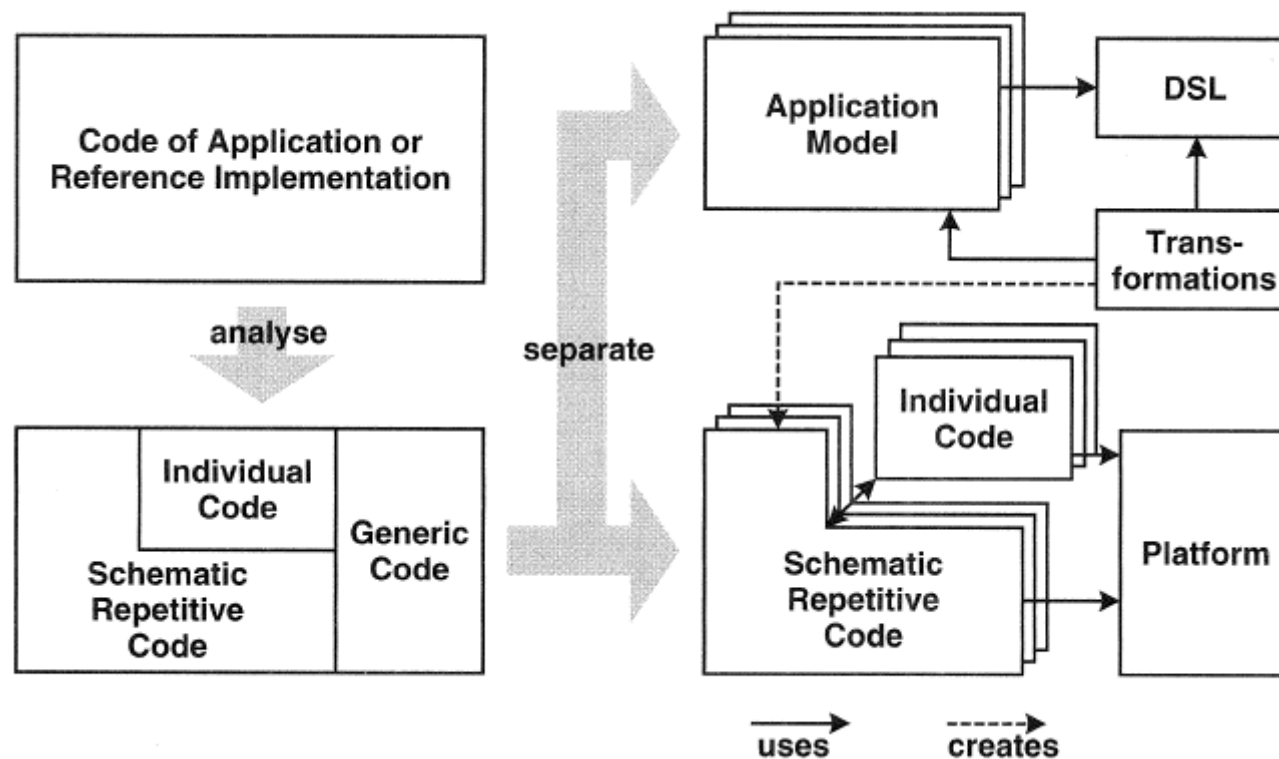 Code of Application or
Reference Implementation
analyse
Individual
Code
Generic
Code
Schematic
Repetitive
Code
separate
Application
Model
DSL
Trans-
formations
Individual
Code
Schematic
Repetitive
Code
Platform
uses
creates